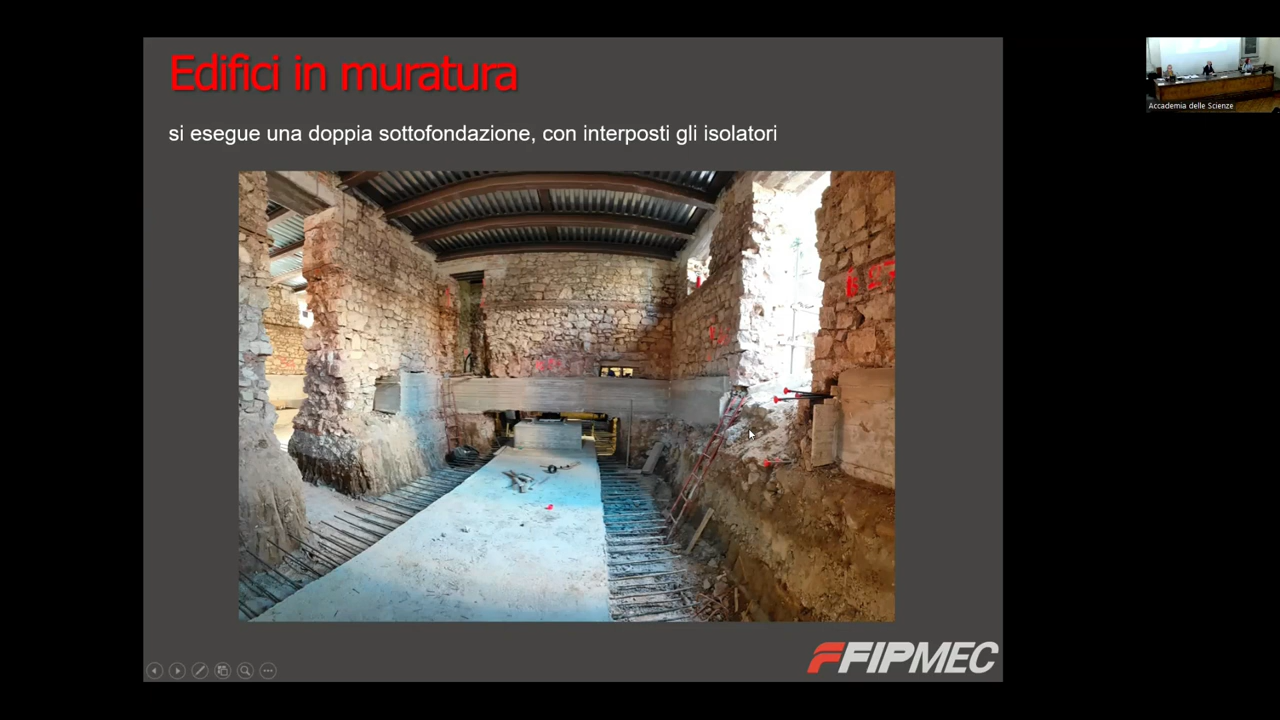 Edifici in muratura
si esegue una doppia sottofondazione, con interposti gli isolatori
Accademia delle Scienze
FIPMEC